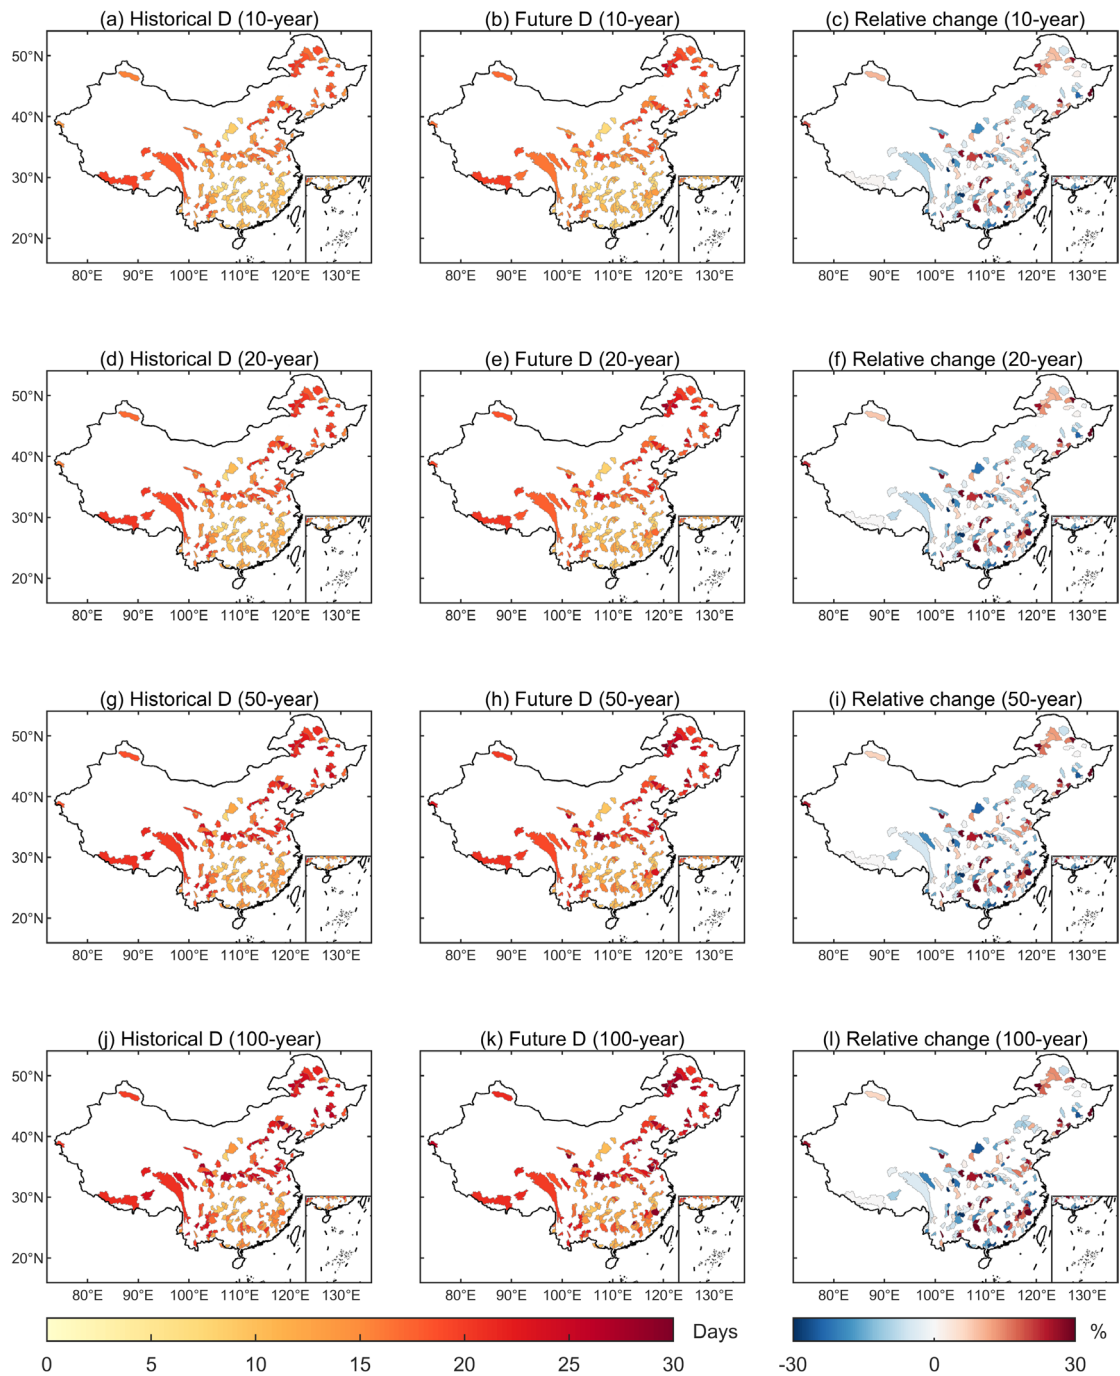 (a) Historical D (10-year) (b) Future D (10-year) (c) Relative change (10-year)
50°N
40°N
30°N
20°N
80°E 90°E 100°E 110°E 120°E 130°E 80°E 90°E 100°E 110°E 120°E 130°E 80°E 90°E 100°E 110°E 120°E 130°E
(d) Historical D (20-year) (e) Future D (20-year) (f) Relative change (20-year)
50°N
40°N
30°N
20°N
80°E 90°E 100°E 110°E 120°E 130°E 80°E 90°E 100°E 110°E 120°E 130°E 80°E 90°E 100°E 110°E 120°E 130°E
(g) Historical D (50-year) (h) Future D (50-year) (i) Relative change (50-year)
50°N
40°N
30°N
20°N
80°E 90°E 100°E 110°E 120°E 130°E 80°E 90°E 100°E 110°E 120°E 130°E 80°E 90°E 100°E 110°E 120°E 130°E
(j) Historical D (100-year) (k) Future D (100-year) (l) Relative change (100-year)
50°N
40°N
30°N
20°N
80°E 90°E 100°E 110°E 120°E 130°E 80°E 90°E 100°E 110°E 120°E 130°E 80°E 90°E 100°E 110°E 120°E 130°E
Days %
0 5 10 15 20 25 30 -30 0 30